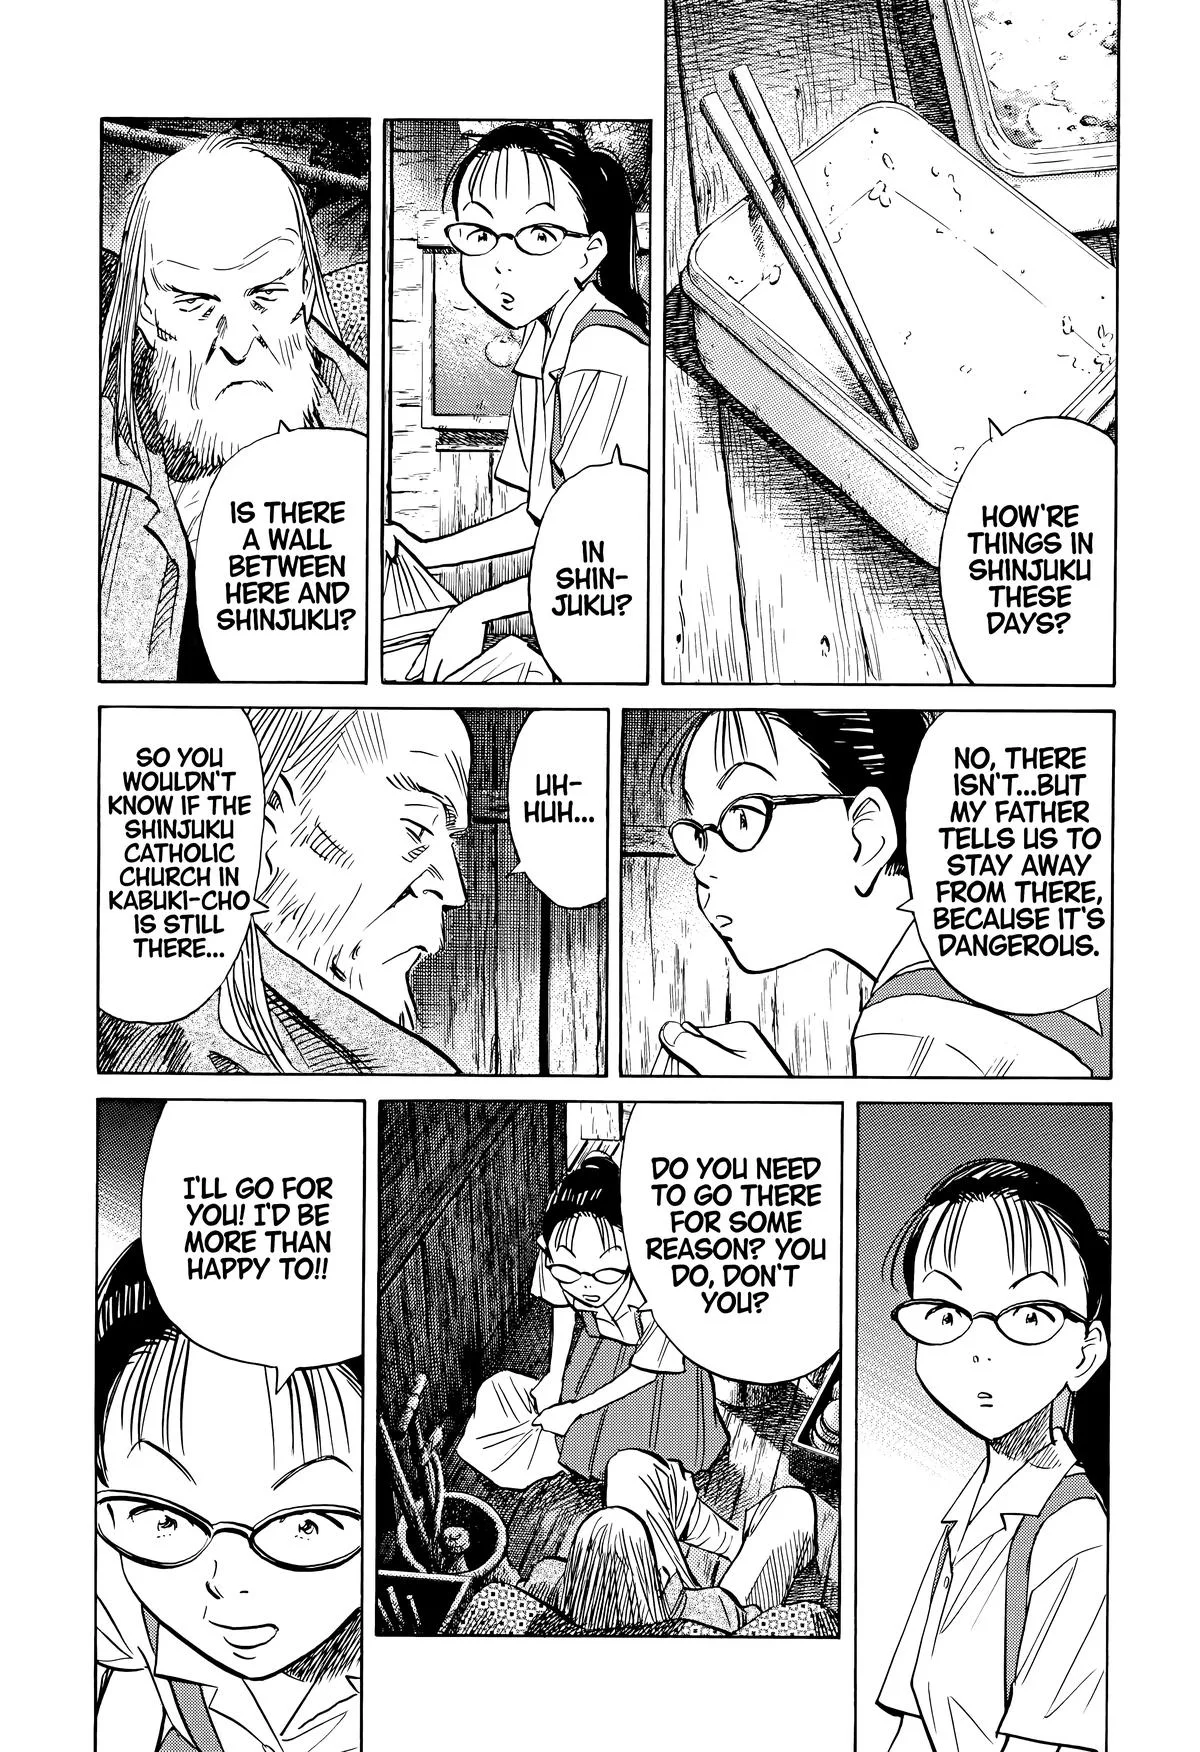 HOW'RE
THINGS IN
SHINJUKU
THESE
DAYS?
IN
SHIN-
JUKU?
IS THERE
A WALL
BETWEEN
HERE AND
SHINJUKU?
NO, THERE
ISN'T...BUT
MY FATHER
TELLS US TO
STAY AWAY
FROM THERE,
BECAUSE IT'S
DANGEROUS.
UH-
HUH...
SO YOU
WOULDN'T
KNOW IF THE
SHINJUKU
CATHOLIC
CHURCH IN
KABUKI-CHO
IS STILL
THERE...
DO YOU NEED
TO GO THERE
FOR SOME
REASON? YOU
DO, DON'T
YOU?
I'LL GO FOR
YOU! I'D BE
MORE THAN
HAPPY TO!!